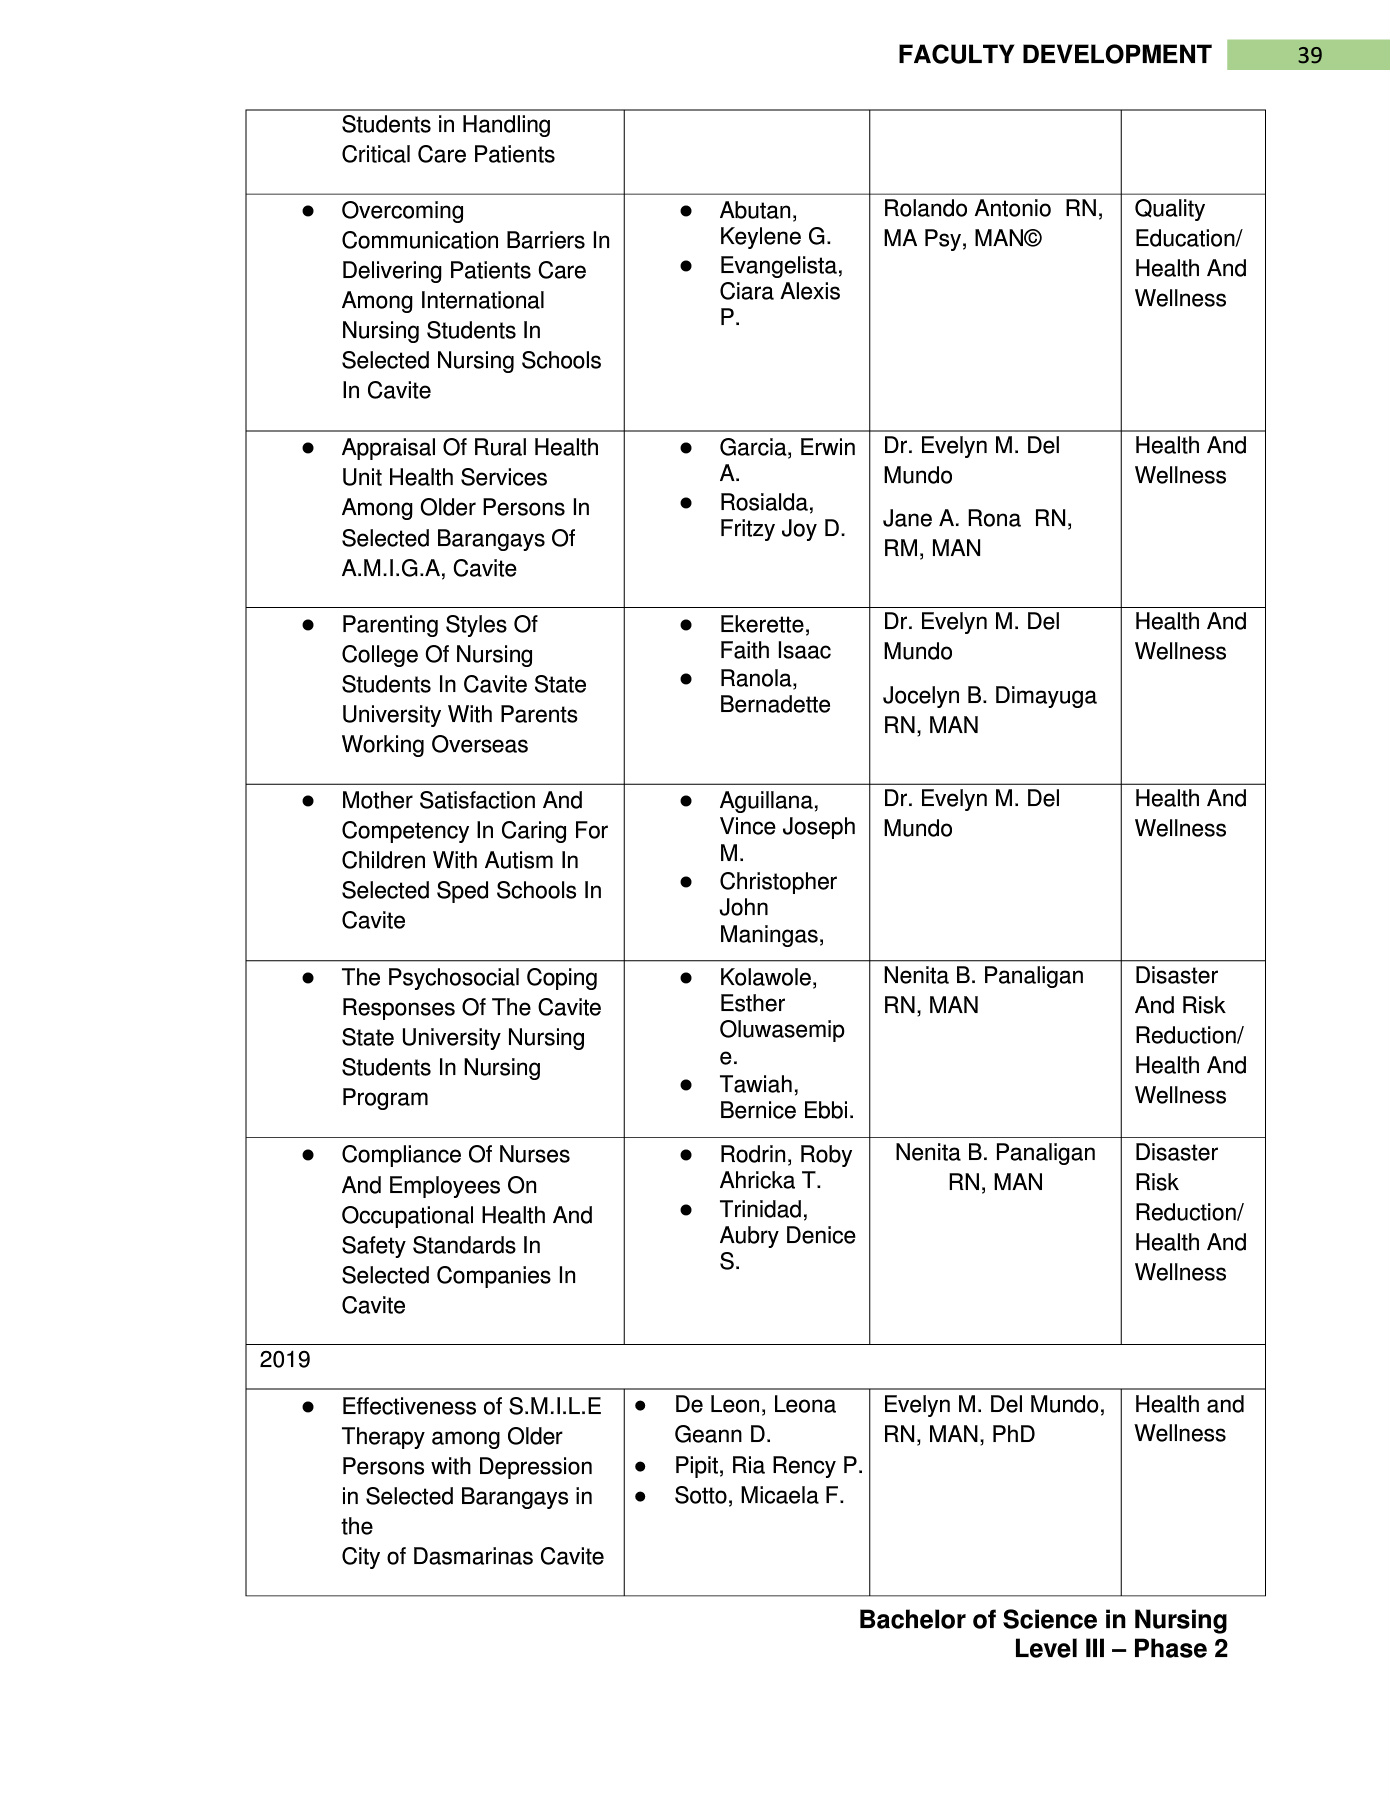 FACULTY DEVELOPMENT 39
Students in Handling
Critical Care Patients
● Overcoming
Communication Barriers In
Delivering Patients Care
Among International
Nursing Students In
Selected Nursing Schools
In Cavite
● Abutan,
Keylene G.
● Evangelista,
Ciara Alexis
P.
Rolando Antonio  RN,
MA Psy, MAN©
Quality
Education/
Health And
Wellness
● Appraisal Of Rural Health
Unit Health Services
Among Older Persons In
Selected Barangays Of
A.M.I.G.A, Cavite
● Garcia, Erwin
A.
● Rosialda,
Fritzy Joy D.
Dr. Evelyn M. Del
Mundo
Jane A. Rona  RN,
RM, MAN
Health And
Wellness
● Parenting Styles Of
College Of Nursing
Students In Cavite State
University With Parents
Working Overseas
● Ekerette,
Faith Isaac
● Ranola,
Bernadette
Dr. Evelyn M. Del
Mundo
Jocelyn B. Dimayuga
RN, MAN
Health And
Wellness
● Mother Satisfaction And
Competency In Caring For
Children With Autism In
Selected Sped Schools In
Cavite
● Aguillana,
Vince Joseph
M.
● Christopher
John
Maningas,
Dr. Evelyn M. Del
Mundo
Health And
Wellness
● The Psychosocial Coping
Responses Of The Cavite
State University Nursing
Students In Nursing
Program
● Kolawole,
Esther
Oluwasemip
e.
● Tawiah,
Bernice Ebbi.
Nenita B. Panaligan
RN, MAN
Disaster
And Risk
Reduction/
Health And
Wellness
● Compliance Of Nurses
And Employees On
Occupational Health And
Safety Standards In
Selected Companies In
Cavite
● Rodrin, Roby
Ahricka T.
● Trinidad,
Aubry Denice
S.
Nenita B. Panaligan
RN, MAN
Disaster
Risk
Reduction/
Health And
Wellness
2019
● Effectiveness of S.M.I.L.E
Therapy among Older
Persons with Depression
in Selected Barangays in
the
City of Dasmarinas Cavite
● De Leon, Leona
Geann D.
● Pipit, Ria Rency P.
● Sotto, Micaela F.
Evelyn M. Del Mundo,
RN, MAN, PhD
Health and
Wellness
Bachelor of Science in Nursing
Level III – Phase 2